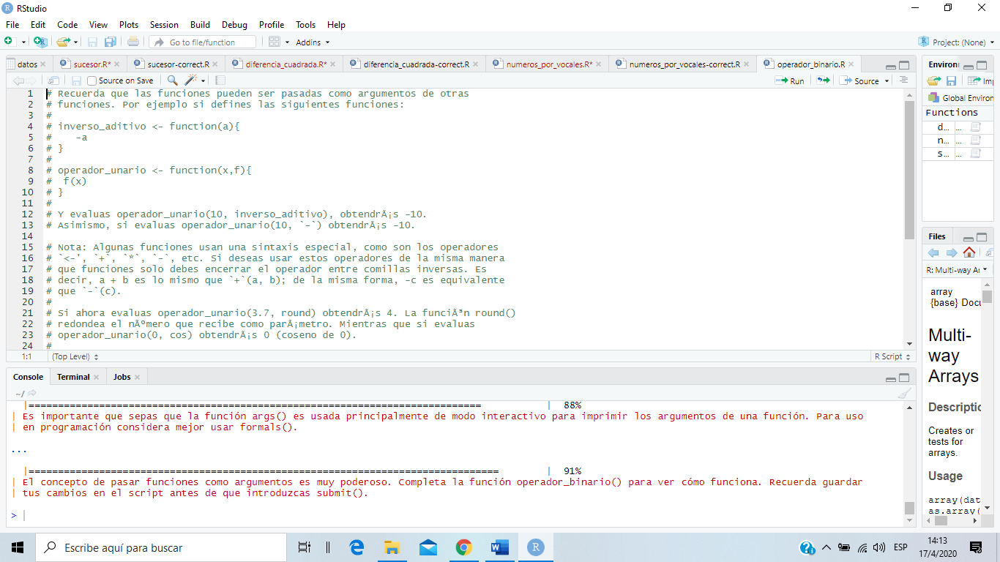 RStudio
File Edit Code View Plots Session Build Debug Profile Tools Help
Go to file/function Addins Project: (None)
datos sucesor.R* sucesor-correct.R diferencia_cuadrada.R* diferencia_cuadrada-correct.R numeros_por_vocales.R* numeros_por_vocales-correct.R operador_binario.R
Source on Save Run Source
1 # Recuerda que las funciones pueden ser pasadas como argumentos de otras
2 # funciones. Por ejemplo si defines las siguientes funciones:
3 #
4 # inverso_aditivo <- function(a){
5 #    -a
6 # }
7 #
8 # operador_unario <- function(x,f){
9 #  f(x)
10 # }
11 #
12 # Y evaluas operador_unario(10, inverso_aditivo), obtendrÃ¡s -10.
13 # Asimismo, si evaluas operador_unario(10, `-`) obtendrÃ¡s -10.
14
15 # Nota: Algunas funciones usan una sintaxis especial, como son los operadores
16 # `<-', `+`, `*`, `-`, etc. Si deseas usar estos operadores de la misma manera
17 # que funciones solo debes encerrar el operador entre comillas inversas. Es
18 # decir, a + b es lo mismo que `+`(a, b); de la misma forma, -c es equivalente
19 # que `-`(c).
20 #
21 # Si ahora evaluas operador_unario(3.7, round) obtendrÃ¡s 4. La funciÃ³n round()
22 # redondea el nÃºmero que recibe como parÃ¡metro. Mientras que si evaluas
23 # operador_unario(0, cos) obtendrÃ¡s 0 (coseno de 0).
24 #
1:1 (Top Level) R Script
Console Terminal Jobs
~/
|=============================================================================            |  88%
| Es importante que sepas que la función args() es usada principalmente de modo interactivo para imprimir los argumentos de una función. Para uso
| en programación considera mejor usar formals().
...
|================================================================================         |  91%
| El concepto de pasar funciones como argumentos es muy poderoso. Completa la función operador_binario() para ver cómo funciona. Recuerda guardar
| tus cambios en el script antes de que introduzcas submit().
>
Environ
Imp
Global Environ
Functions
d... ...
n... ...
s... ...
Files
R: Multi-way Ar
array
{base} Docu
Multi-
way
Arrays
Descriptic
Creates or
tests for
arrays.
Usage
array(dat
as.array(
Escribe aquí para buscar
ESP
14:13
17/4/2020